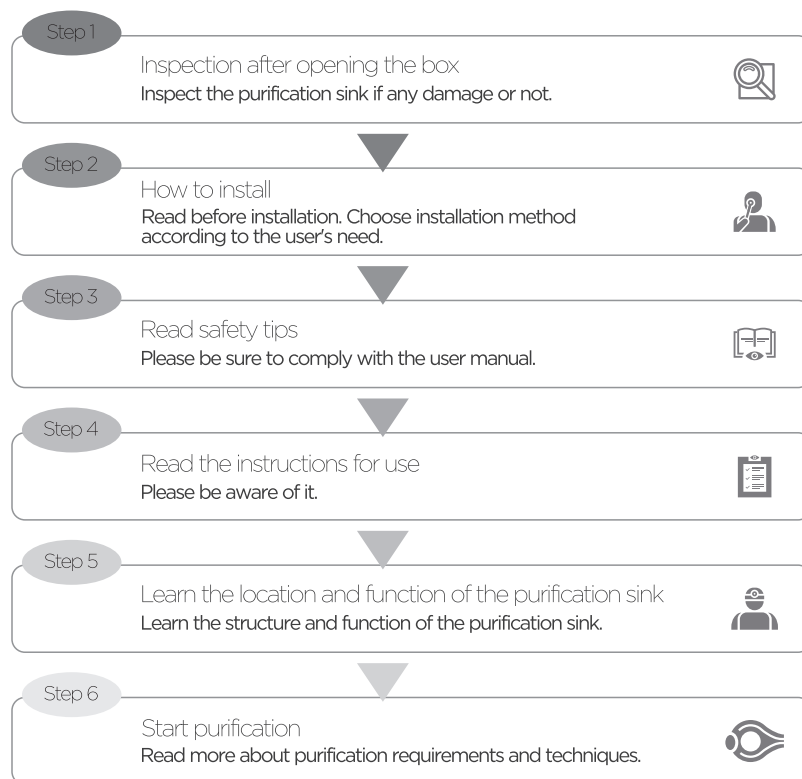 Step 1
Inspection after opening the box
Inspect the purification sink if any damage or not.
Step 2
How to install
Read before installation. Choose installation method
according to the user's need.
Step 3
Read safety tips
Please be sure to comply with the user manual.
Step 4
Read the instructions for use
Please be aware of it.
Step 5
Learn the location and function of the purification sink
Learn the structure and function of the purification sink.
Step 6
Start purification
Read more about purification requirements and techniques.